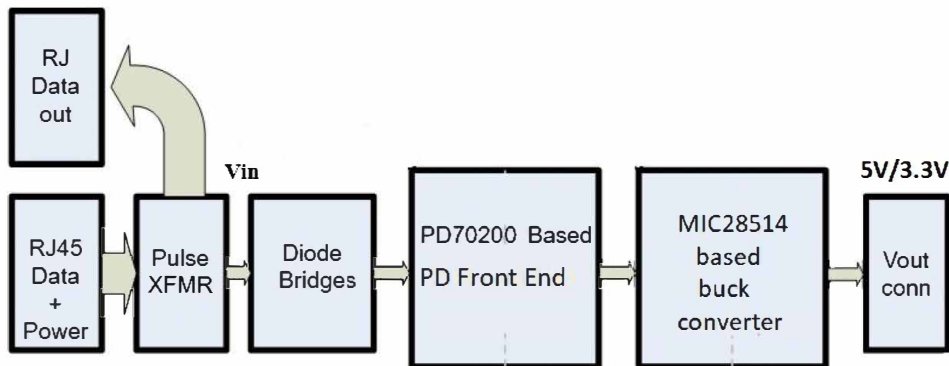 RJ
Data
out
Vin
5V/3.3V
RJ45
Data
+
Power
Pulse
XFMR
Diode
Bridges
PD70200 Based
PD Front End
MIC28514
based
buck
converter
Vout
conn